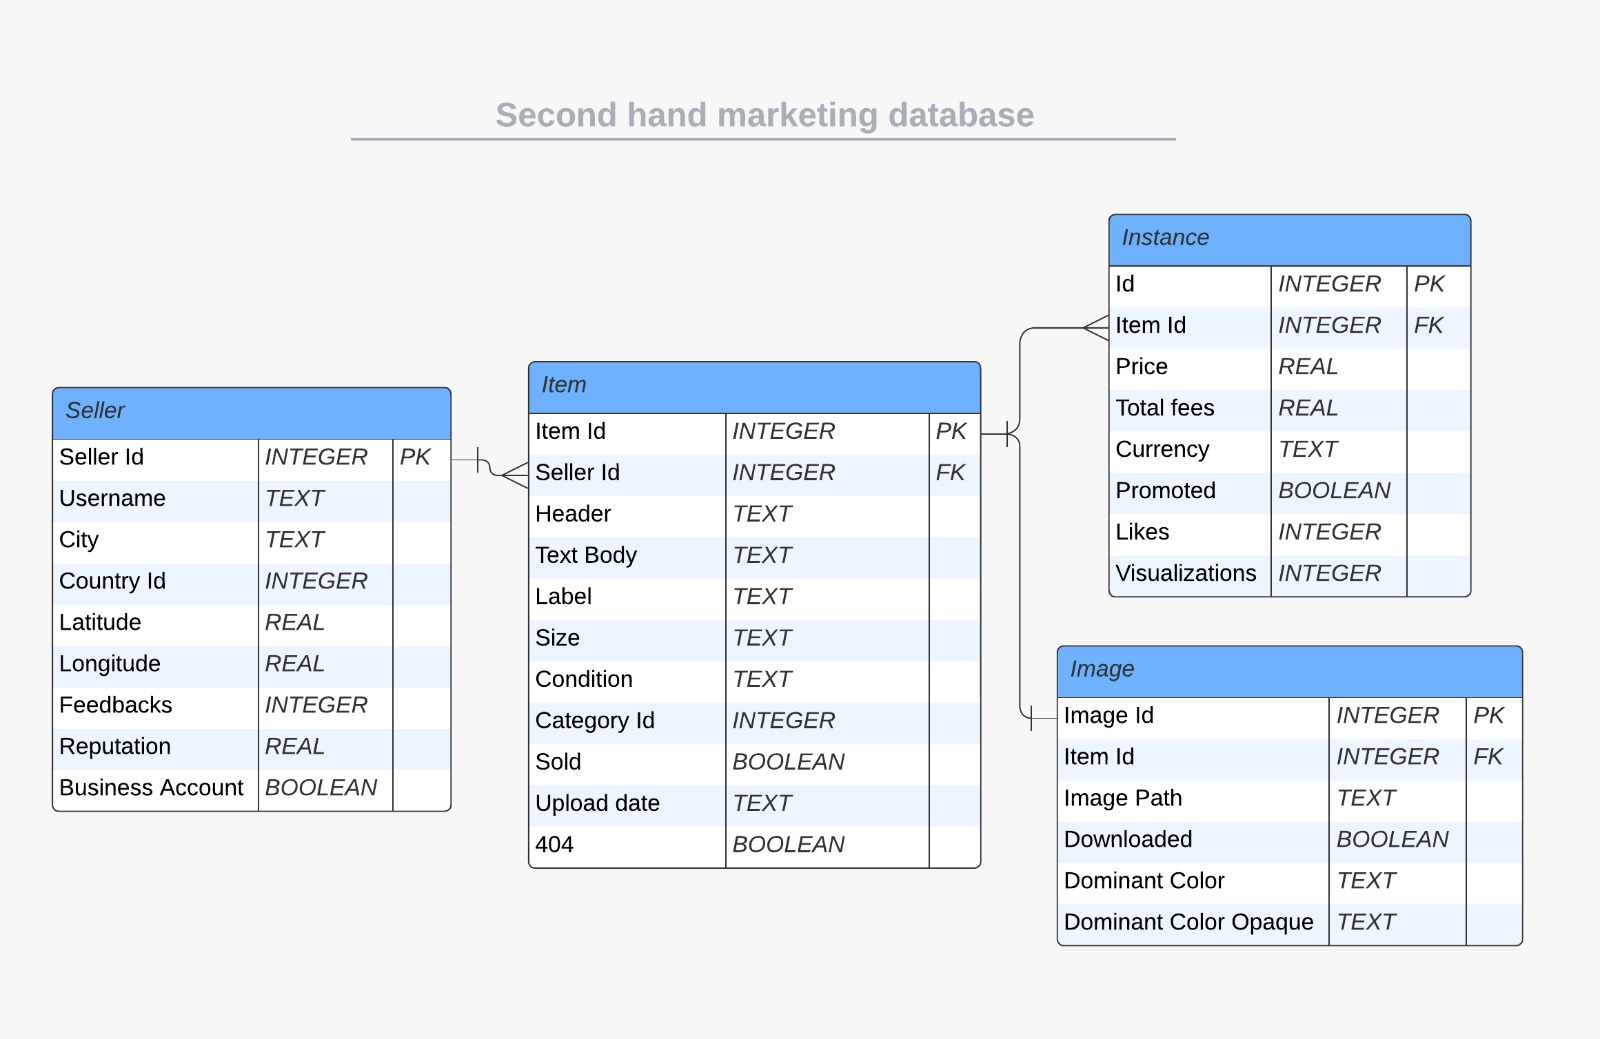 Second hand marketing database
Seller
Seller Id INTEGER PK
Username TEXT
City TEXT
Country Id INTEGER
Latitude REAL
Longitude REAL
Feedbacks INTEGER
Reputation REAL
Business Account BOOLEAN
Item
Item Id INTEGER PK
Seller Id INTEGER FK
Header TEXT
Text Body TEXT
Label TEXT
Size TEXT
Condition TEXT
Category Id INTEGER
Sold BOOLEAN
Upload date TEXT
404 BOOLEAN
Instance
Id INTEGER PK
Item Id INTEGER FK
Price REAL
Total fees REAL
Currency TEXT
Promoted BOOLEAN
Likes INTEGER
Visualizations INTEGER
Image
Image Id INTEGER PK
Item Id INTEGER FK
Image Path TEXT
Downloaded BOOLEAN
Dominant Color TEXT
Dominant Color Opaque TEXT